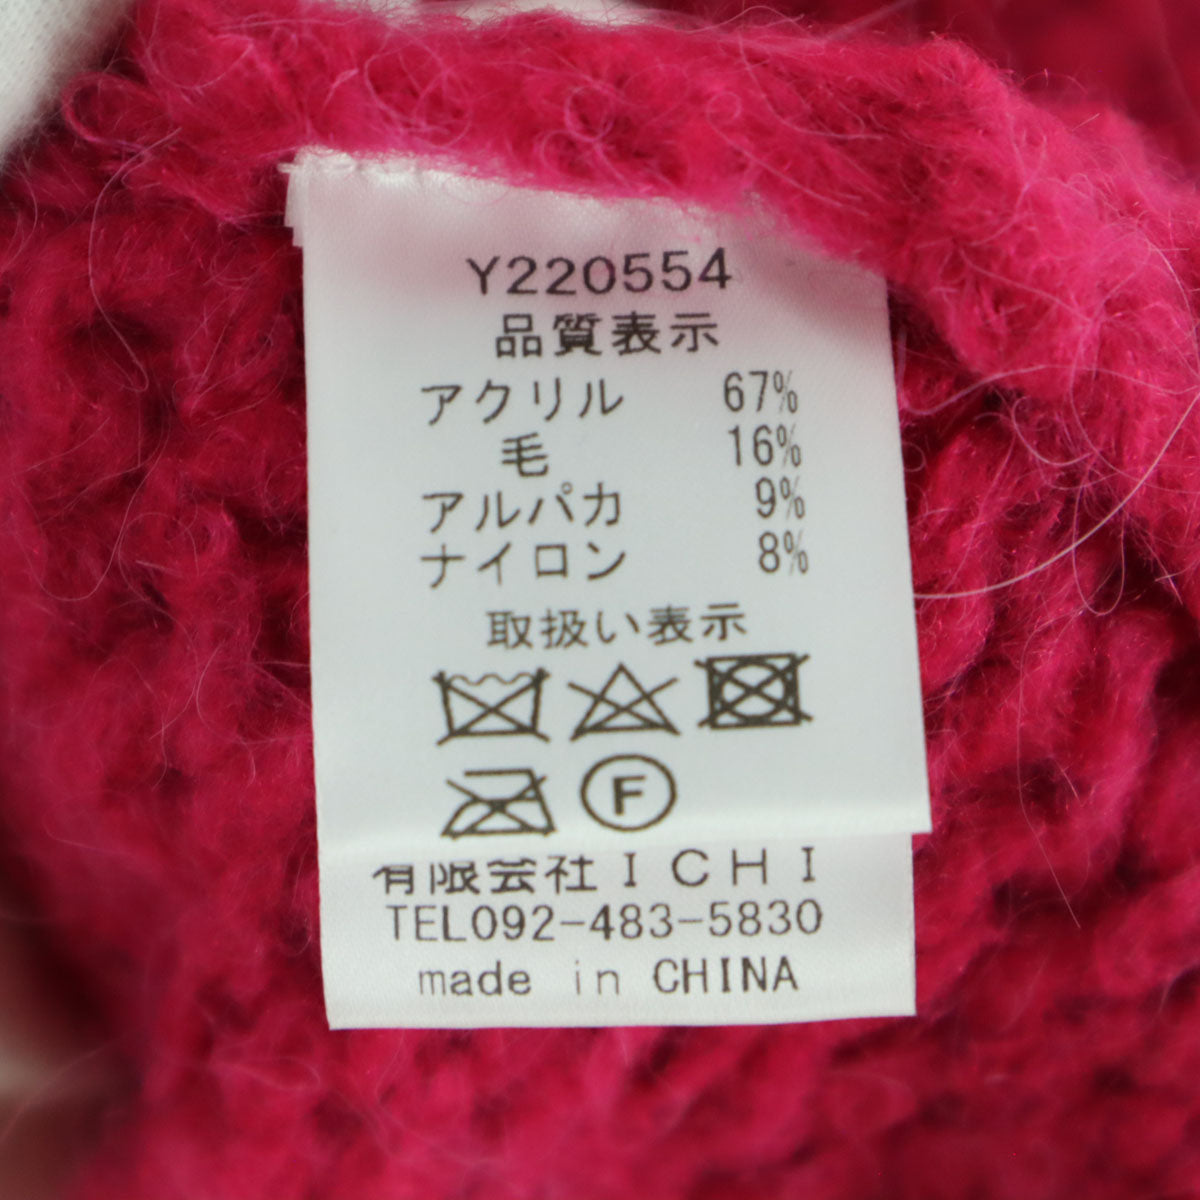 Y220554
品質表示
アクリル 67%
毛 16%
アルパカ 9%
ナイロン 8%
取扱い表示
F
有限会社ICHI
TEL092-483-5830
made in CHINA